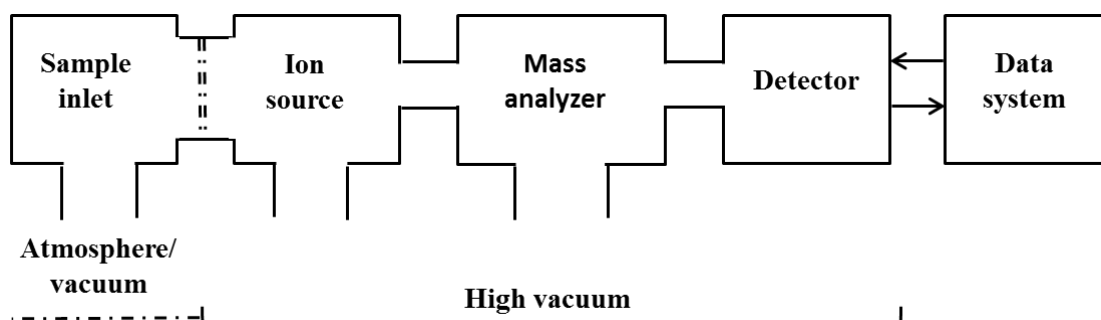 Sample
inlet
Ion
source
Mass
analyzer
Detector
Data
system
Atmosphere/
vacuum
High vacuum